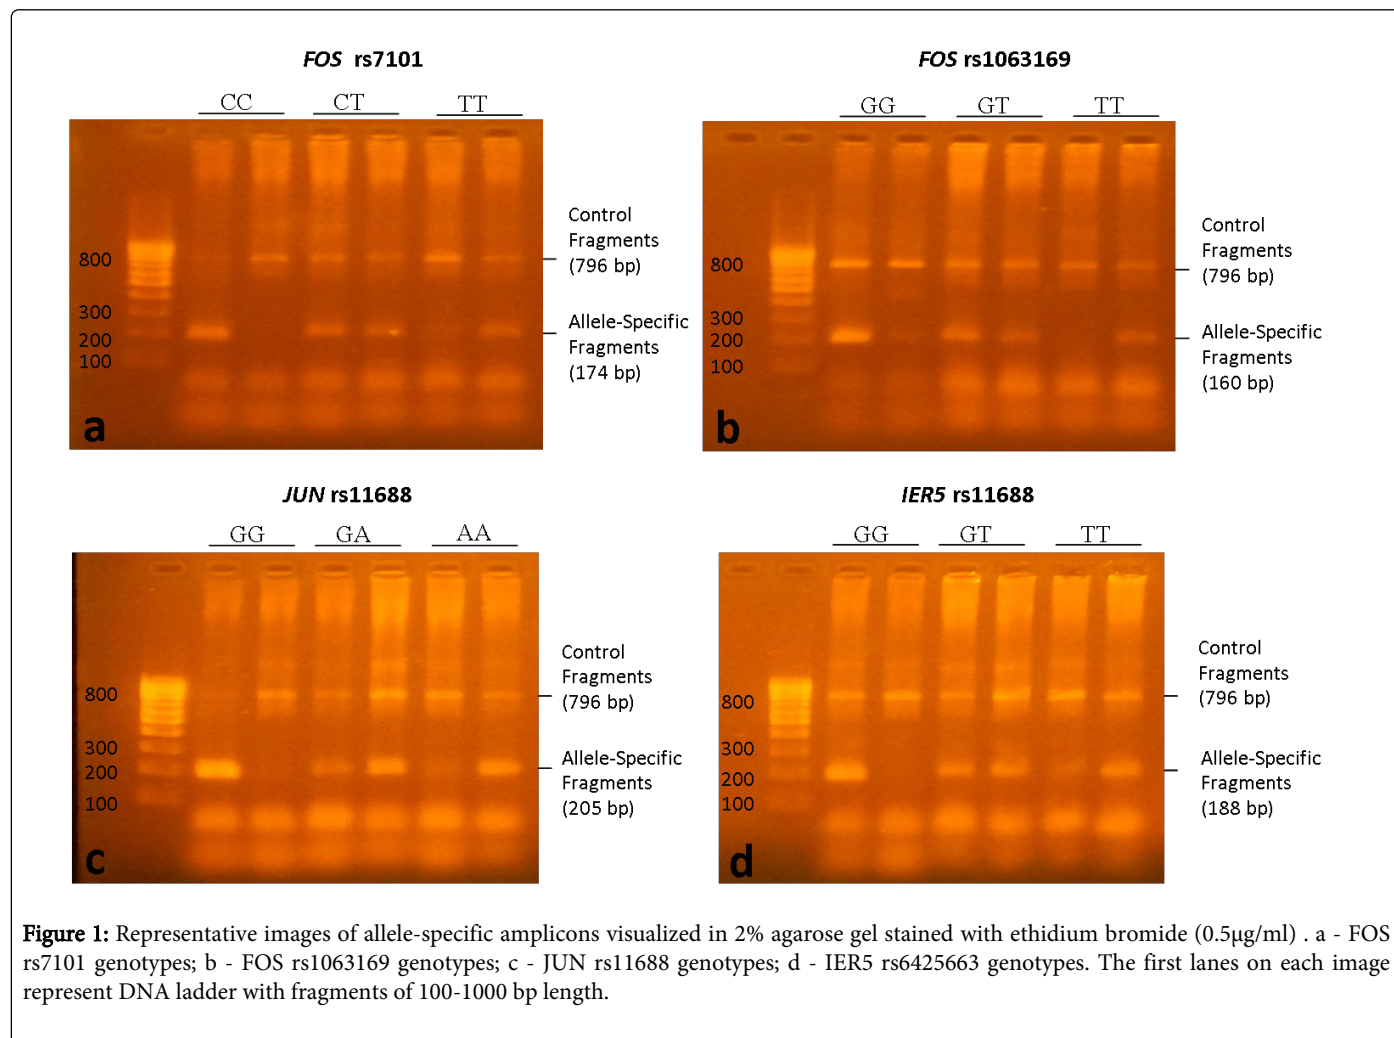 FOS rs7101
CC CT TT
800
300
200
100
Control
Fragments
(796 bp)
Allele-Specific
Fragments
(174 bp)
a
FOS rs1063169
GG GT TT
800
300
200
100
Control
Fragments
(796 bp)
Allele-Specific
Fragments
(160 bp)
b
JUN rs11688
GG GA AA
800
300
200
100
Control
Fragments
(796 bp)
Allele-Specific
Fragments
(205 bp)
c
IER5 rs11688
GG GT TT
800
300
200
100
Control
Fragments
(796 bp)
Allele-Specific
Fragments
(188 bp)
d
Figure 1: Representative images of allele-specific amplicons visualized in 2% agarose gel stained with ethidium bromide (0.5μg/ml) . a - FOS
rs7101 genotypes; b - FOS rs1063169 genotypes; c - JUN rs11688 genotypes; d - IER5 rs6425663 genotypes. The first lanes on each image
represent DNA ladder with fragments of 100-1000 bp length.